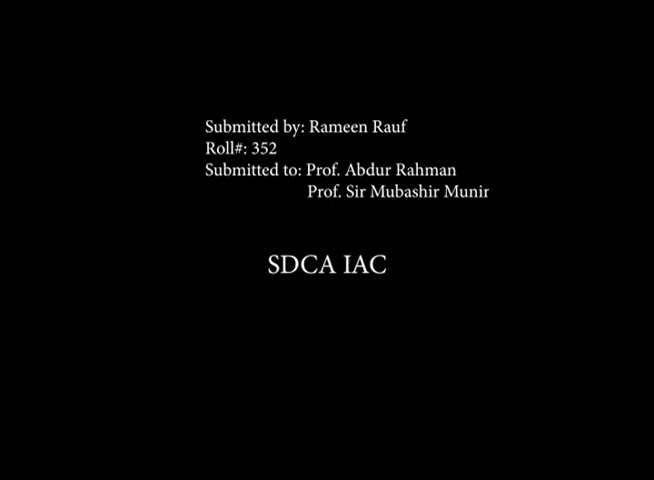 Submitted by: Rameen Rauf
Roll#: 352
Submitted to: Prof. Abdur Rahman
Prof. Sir Mubashir Munir
SDCA IAC